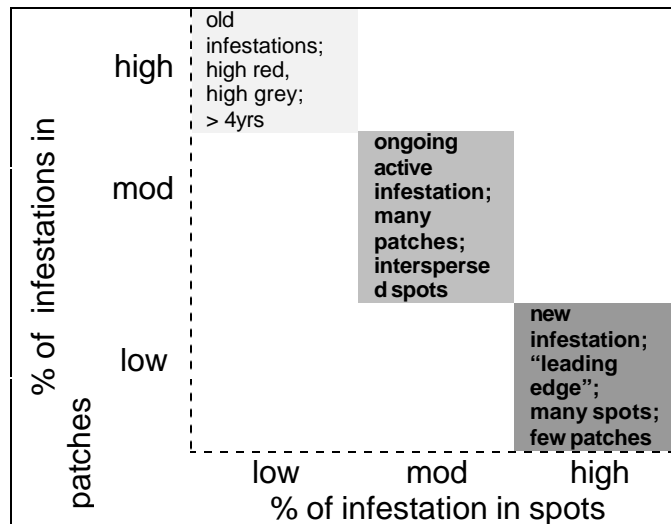 % of infestations in
patches
high
mod
low
old
infestations;
high red,
high grey;
> 4yrs
ongoing
active
infestation;
many
patches;
intersperse
d spots
new
infestation;
“leading
edge”;
many spots;
few patches
low mod high
% of infestation in spots